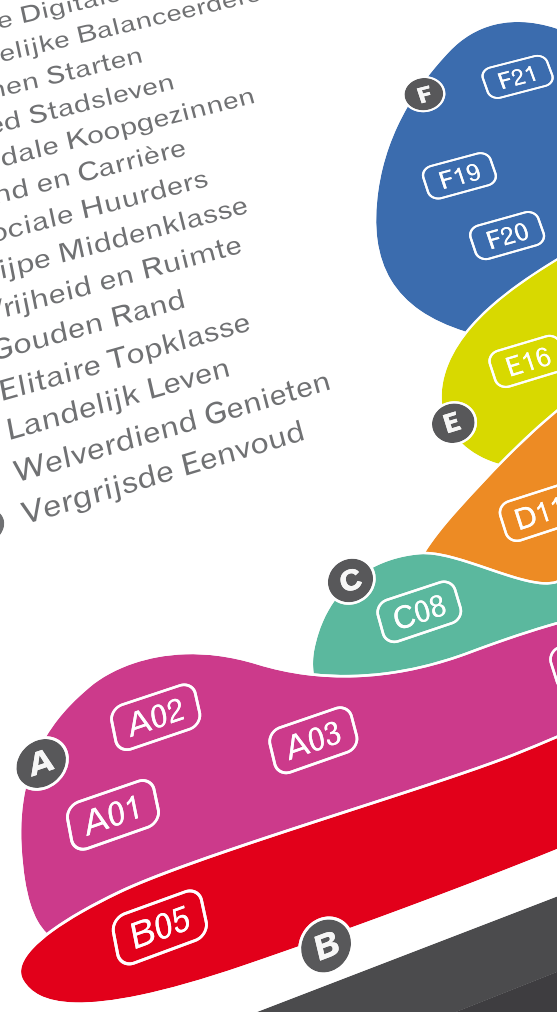 e Digitale
elijke Balanceerders
nen Starten
ed Stadsleven
dale Koopgezinnen
nd en Carrière
ociale Huurders
ijpe Middenklasse
Vrijheid en Ruimte
Gouden Rand
Elitaire Topklasse
Landelijk Leven
Welverdiend Genieten
Vergrijsde Eenvoud
F
F21
F19
F20
E16
E
D11
C
C08
A02
A03
A
A01
B05
B